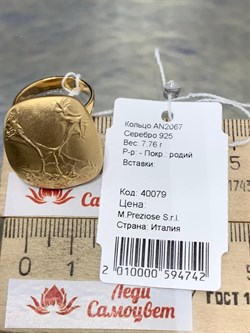 Кольцо AN2067
Серебро 925
Вес: 7.76 г
Р-р: - Покр.: родий
Вставки:
Код: 40079
Цена:
M.Preziose S.r.l.
Страна: Италия
2 010000 594742
САМО
Леди
Самоцвет
ГОСТ 1